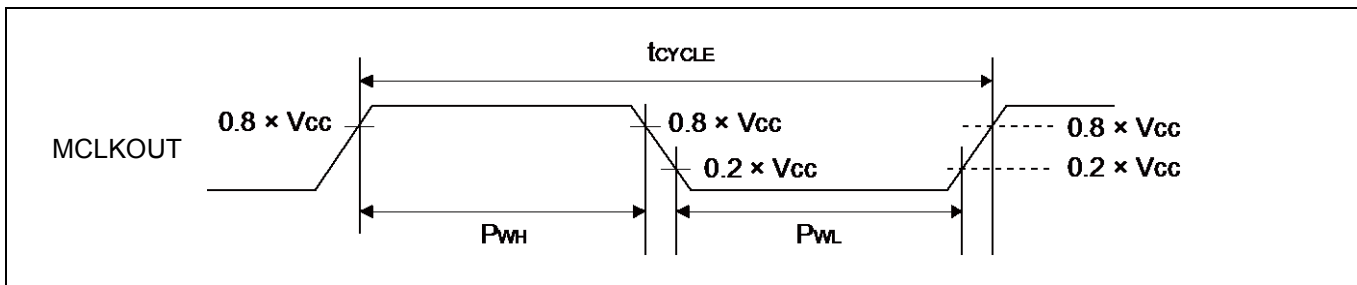 tCYCLE
0.8 × Vcc
0.8 × Vcc
0.8 × Vcc
MCLKOUT
0.2 × Vcc
0.2 × Vcc
PWH
PWL